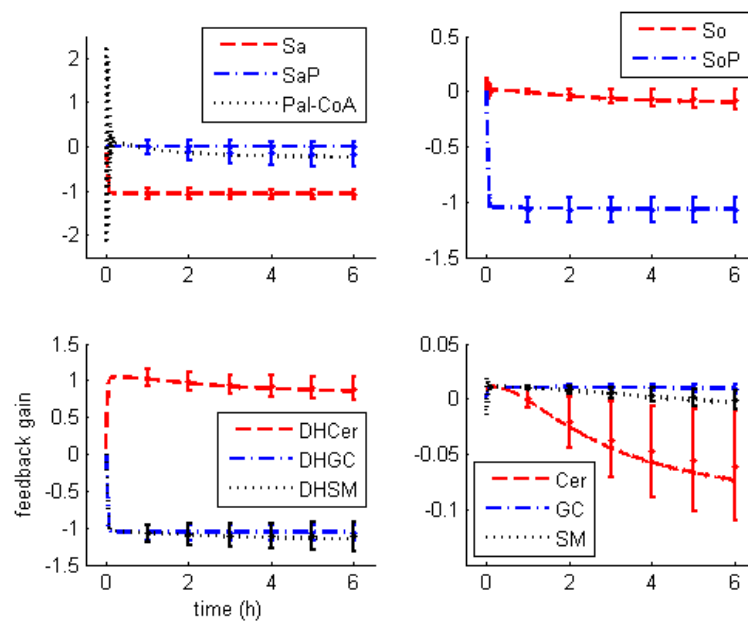 2
1
0
-1
-2
Sa
SaP
Pal-CoA
0 2 4 6
0.5
0
-0.5
-1
-1.5
So
SoP
0 2 4 6
feedback gain
1.5
1
0.5
0
-0.5
-1
-1.5
DHCer
DHGC
DHSM
0 2 4 6
time (h)
0.05
0
-0.05
-0.1
Cer
GC
SM
0 2 4 6